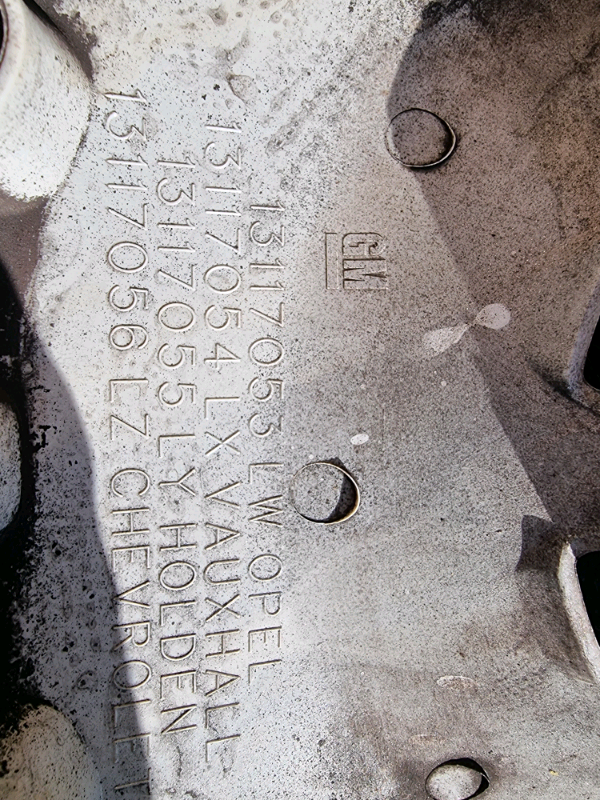 GM
13117053 LW OPEL
13117054 LX VAUXHALL
13117055 LY HOLDEN
13117056 LZ CHEVROLET